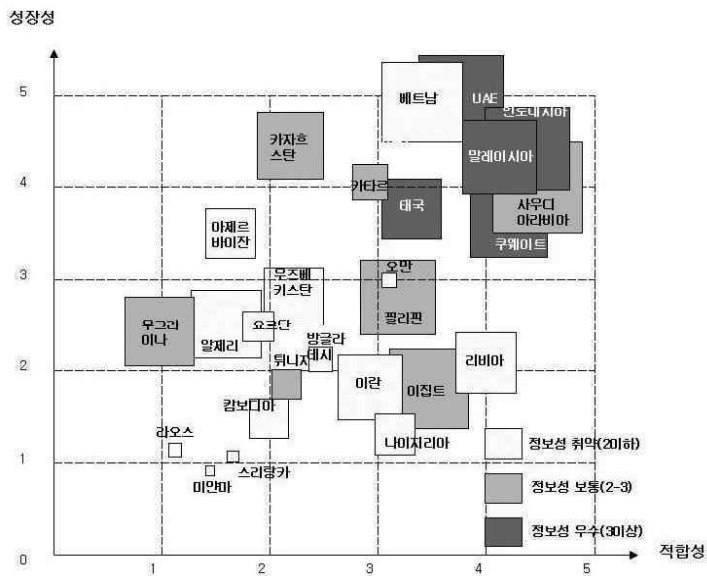 성장성
5
베트남
UAE
인도네시아
카자흐
스탄
말레이시아
4
카타르
태국
사우디
아라비아
아제르
바이잔
쿠웨이트
3
우즈베
키스탄
오만
우크라
이나
요르단
필리핀
알제리
방글라
데시
리비아
2
튀니지
이란
이집트
캄보디아
라오스
나이지리아
정보성 취약(2이하)
1
스리랑카
미얀마
정보성 보통(2-3)
정보성 우수(3이상)
적합성
0
1
2
3
4
5